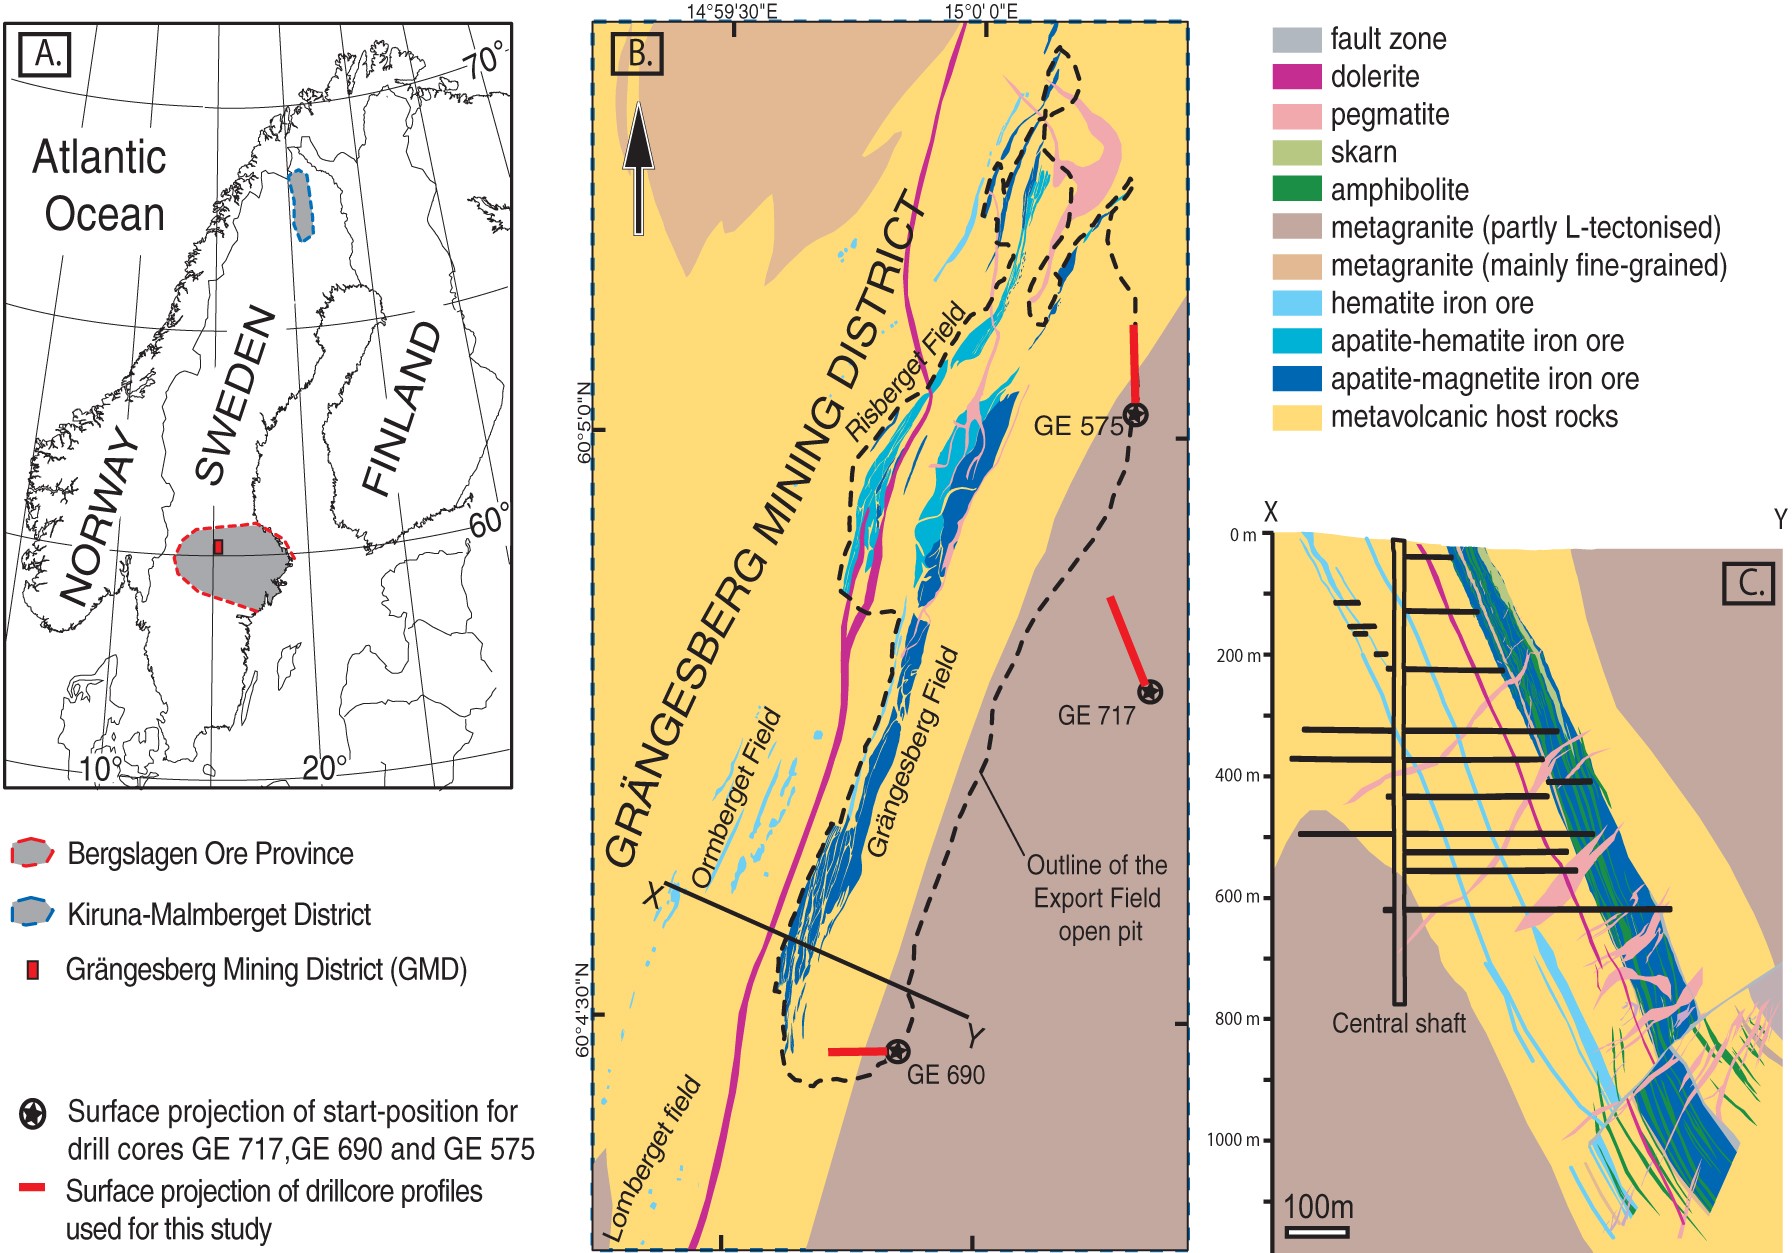 A.
70°
Atlantic
Ocean
NORWAY
SWEDEN
FINLAND
60°
10°
20°
Bergslagen Ore Province
Kiruna-Malmberget District
Grängesberg Mining District (GMD)
Surface projection of start-position for
drill cores GE 717,GE 690 and GE 575
Surface projection of drillcore profiles
used for this study
14°59'30"E
15°0' 0"E
B.
60°5'0"N
60°4'30"N
GRÄNGESBERG MINING DISTRICT
Risberget Field
GE 575
GE 717
Grängesberg Field
Ormberget Field
Outline of the
Export Field
open pit
X
Y
GE 690
Lomberget field
fault zone
dolerite
pegmatite
skarn
amphibolite
metagranite (partly L-tectonised)
metagranite (mainly fine-grained)
hematite iron ore
apatite-hematite iron ore
apatite-magnetite iron ore
metavolcanic host rocks
X
Y
0 m
C.
200 m
400 m
600 m
800 m
Central shaft
1000 m
100m